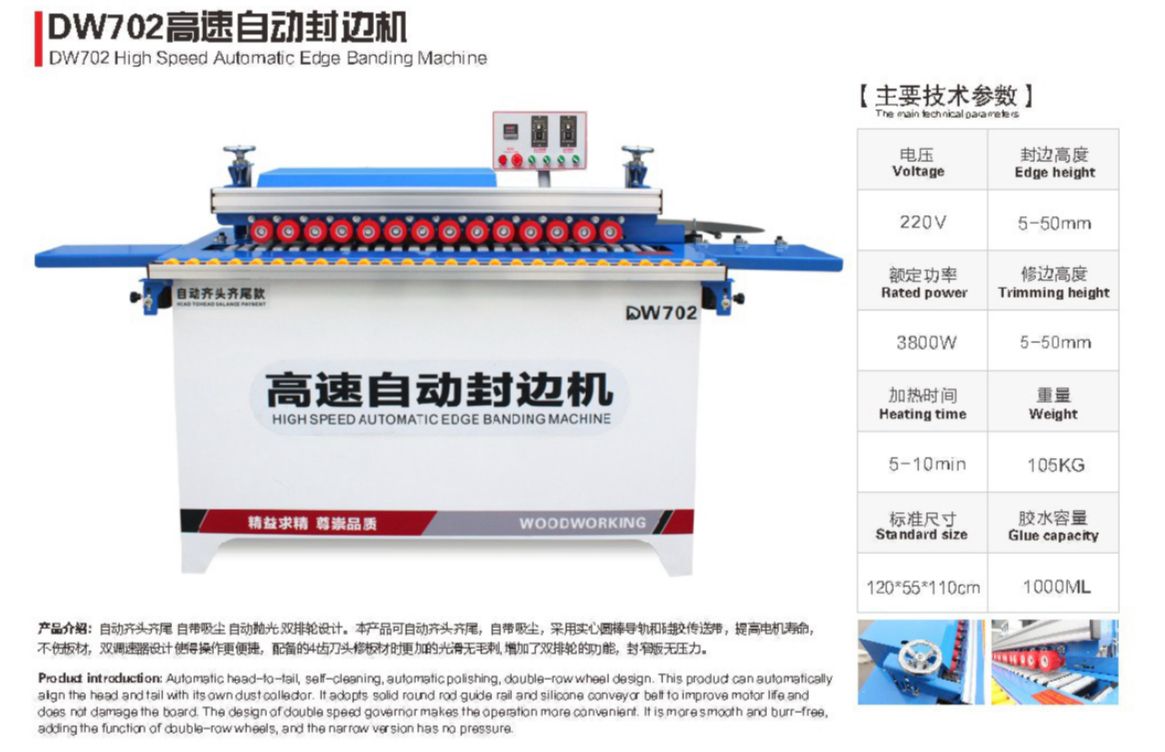 DW702高速自动封边机
DW702 High Speed Automatic Edge Banding Machine
【主要技术参数】
The main technical parameters
电压
Voltage
封边高度
Edge height
220V
5-50mm
额定功率
Rated power
修边高度
Trimming height
3800W
5-50mm
加热时间
Heating time
重量
Weight
5-10min
105KG
标准尺寸
Standard size
胶水容量
Glue capacity
120*55*110cm
1000ML
自动齐头齐尾款
HEAD TOHEAD BALANCE PAYMENT
DW702
高速自动封边机
HIGH SPEED AUTOMATIC EDGE BANDING MACHINE
精益求精 尊崇品质
WOODWORKING
产品介绍：自动齐头齐尾 自带吸尘 自动抛光 双排轮设计。本产品可自动齐头齐尾，自带吸尘，采用实心圆棒导轨和硅胶传送带，提高电机寿命，
不伤板材，双调速器设计使得操作更便捷，配备的4齿刀头修板材时更加的光滑无毛刺,增加了双排轮的功能，封窄版无压力。
Product introduction: Automatic head-to-tail, self-cleaning, automatic polishing, double-row wheel design. This product can automatically
align the head and tail with its own dust collector. It adopts solid round rod guide rail and silicone conveyor belt to improve motor life and
does not damage the board. The design of double speed governor makes the operation more convenient. It is more smooth and burr-free,
adding the function of double-row wheels, and the narrow version has no pressure.